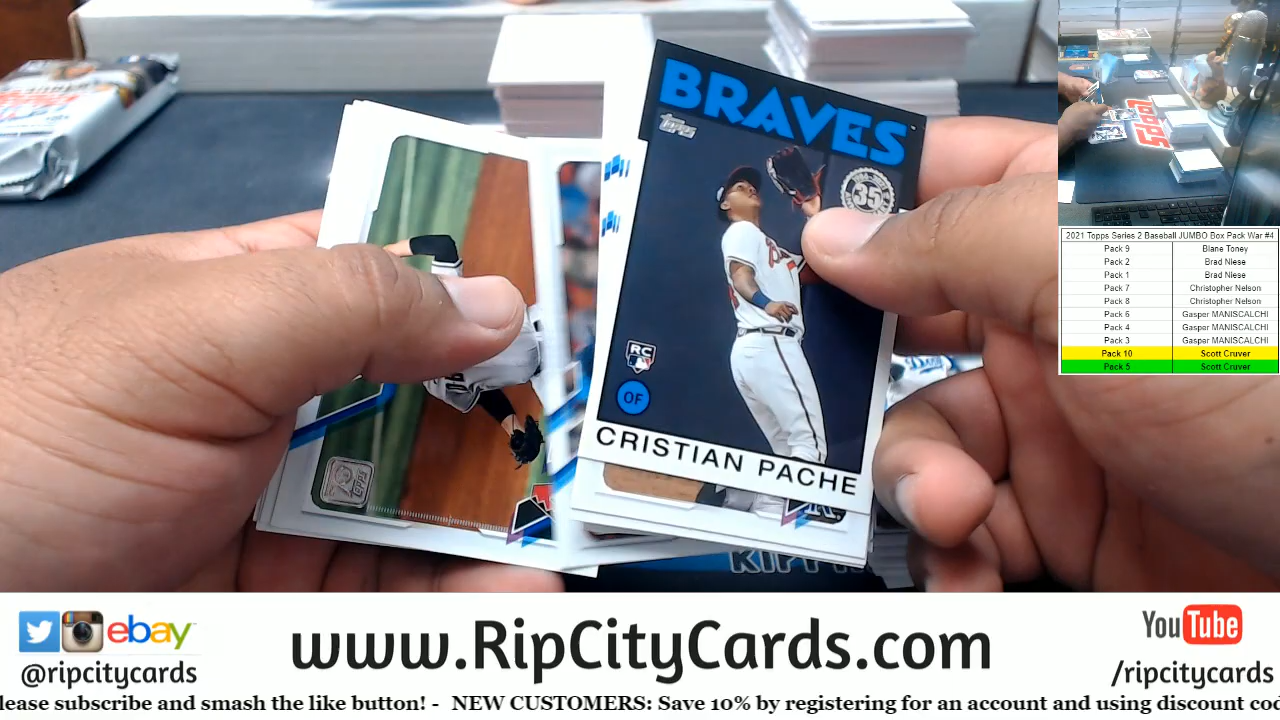 BRAVES
Topps
35
RC
OF
CRISTIAN PACHE
70
TOPPS
2021 Topps Series 2 Baseball JUMBO Box Pack War #4
Pack 9 Blane Toney
Pack 2 Brad Niese
Pack 1 Brad Niese
Pack 7 Christopher Nelson
Pack 8 Christopher Nelson
Pack 6 Gasper MANISCALCHI
Pack 4 Gasper MANISCALCHI
Pack 3 Gasper MANISCALCHI
Pack 10 Scott Cruver
Pack 5 Scott Cruver
ebay
@ripcitycards
www.RipCityCards.com
YouTube
/ripcitycards
lease subscribe and smash the like button! - NEW CUSTOMERS: Save 10% by registering for an account and using discount cod